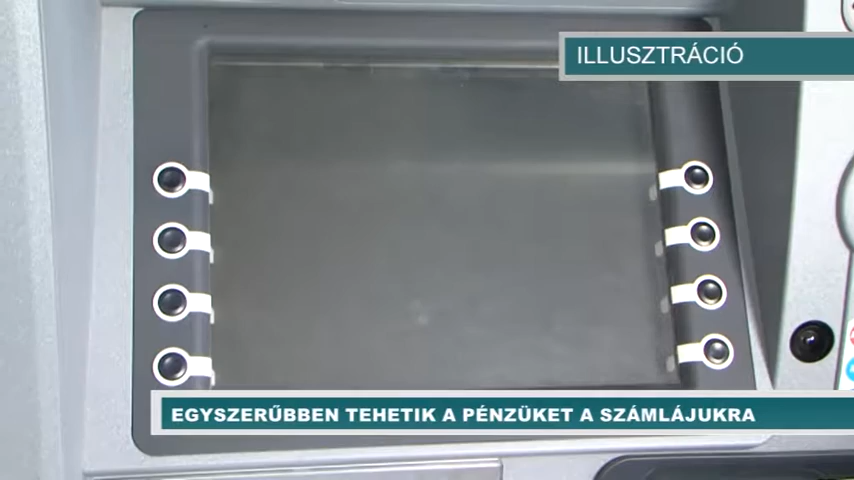 ILLUSZTRÁCIÓ
EGYSZERŰBBEN TEHETIK A PÉNZÜKET A SZÁMLÁJUKRA